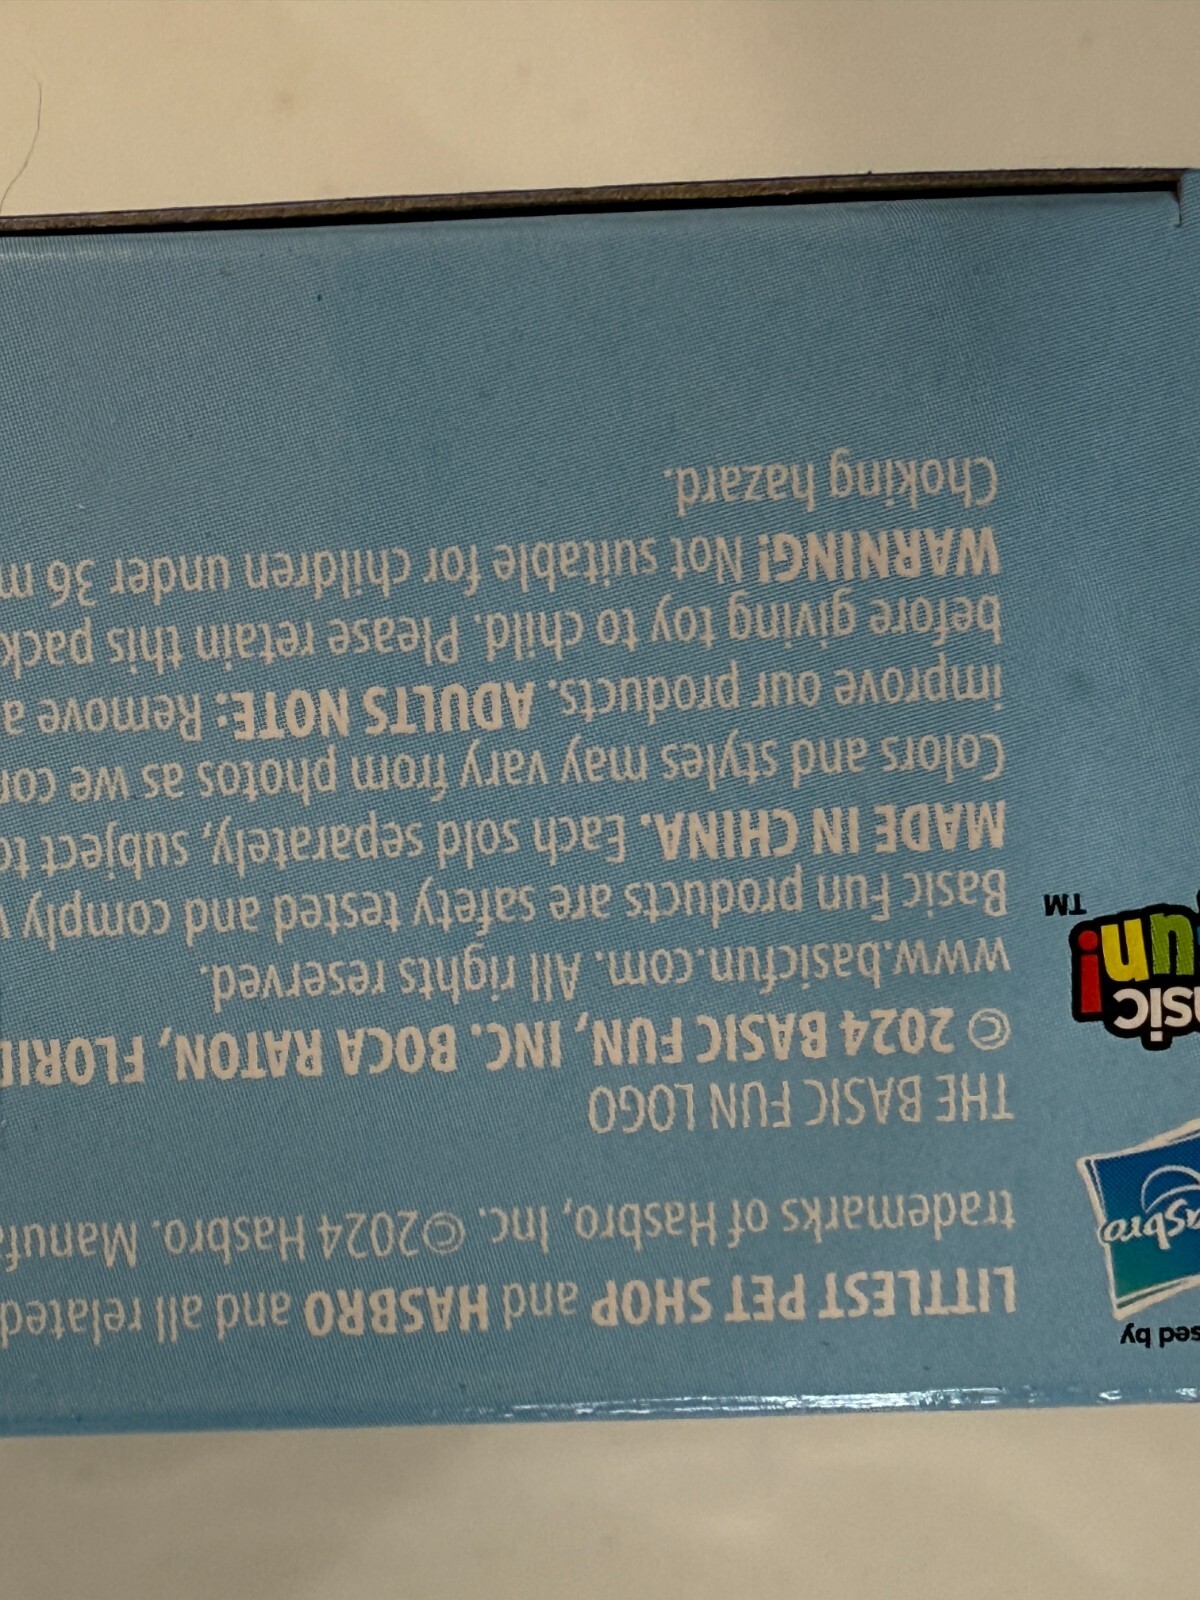 LITTLEST PET SHOP and HASBRO and all related
trademarks of Hasbro, Inc. ©2024 Hasbro.
THE BASIC FUN LOGO
© 2024 BASIC FUN, INC. BOCA RATON,
www.basicfun.com. All rights reserved.
Basic Fun products are safety tested and comply
MADE IN CHINA. Each sold separately, subject
Colors and styles may vary from photos as we
improve our products. ADULTS NOTE: Remove
before giving toy to child. Please retain this
WARNING! Not suitable for children under 36
Choking hazard.
by
TM